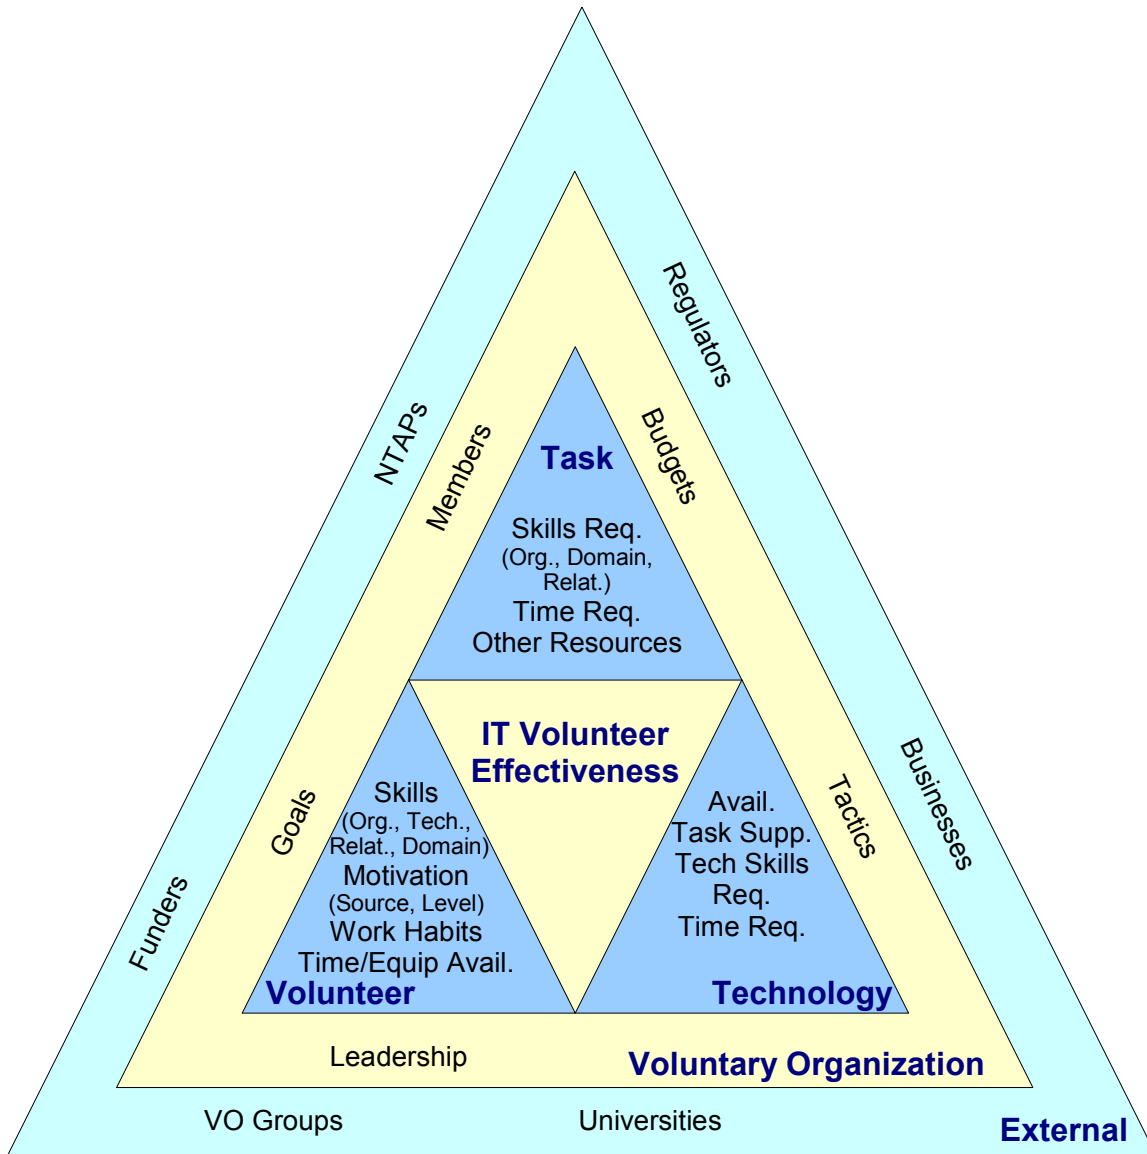 Regulators
NTAPs
Members
Budgets
Task
Skills Req.
(Org., Domain,
Relat.)
Time Req.
Other Resources
IT Volunteer
Effectiveness
Goals
Funders
Skills
(Org., Tech.,
Relat., Domain)
Motivation
(Source, Level)
Work Habits
Time/Equip Avail.
Volunteer
Avail.
Task Supp.
Tech Skills
Req.
Time Req.
Technology
Tactics
Businesses
Leadership
Voluntary Organization
VO Groups
Universities
External